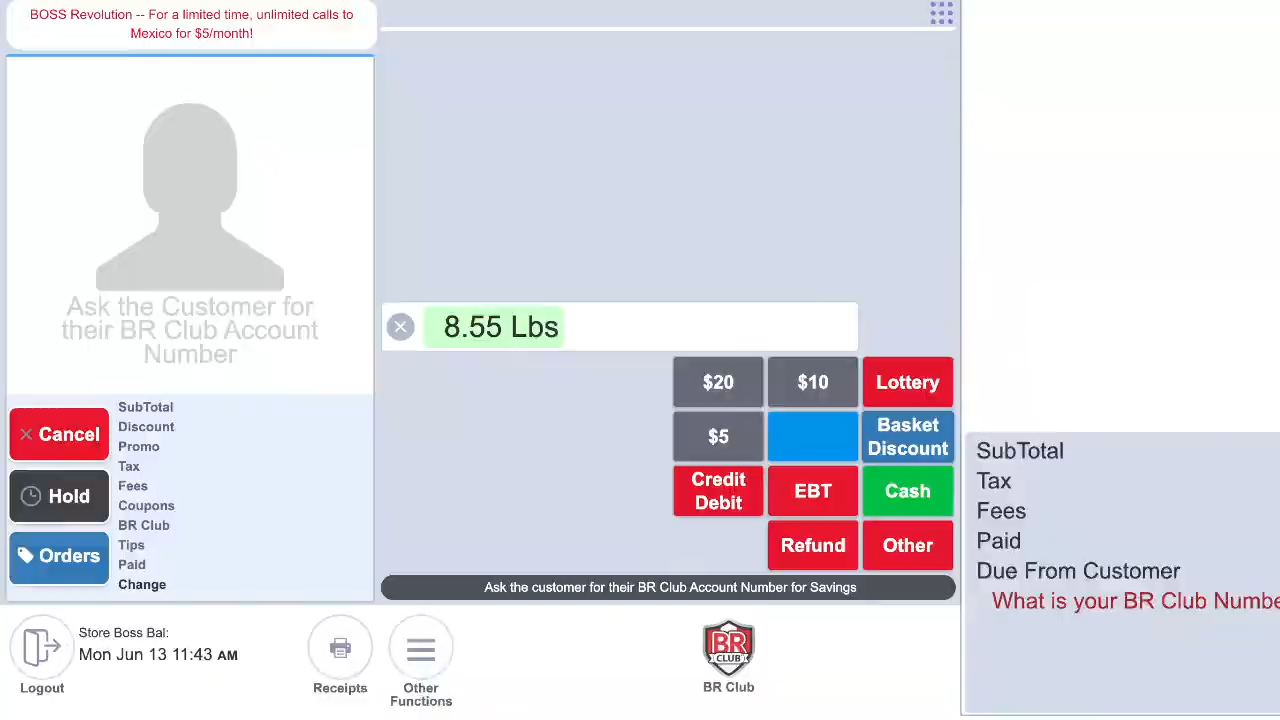 BOSS Revolution -- For a limited time, unlimited calls to
Mexico for $5/month!
Ask the Customer for
their BR Club Account
Number
8.55 Lbs
$20
$10
Lottery
$5
Basket
Discount
Credit
Debit
EBT
Cash
Refund
Other
Cancel
Hold
Orders
SubTotal
Discount
Promo
Tax
Fees
Coupons
BR Club
Tips
Paid
Change
Ask the customer for their BR Club Account Number for Savings
SubTotal
Tax
Fees
Paid
Due From Customer
What is your BR Club Numbe
Logout
Store Boss Bal:
Mon Jun 13 11:43 AM
Receipts
Other
Functions
BR
CLUB
BR Club